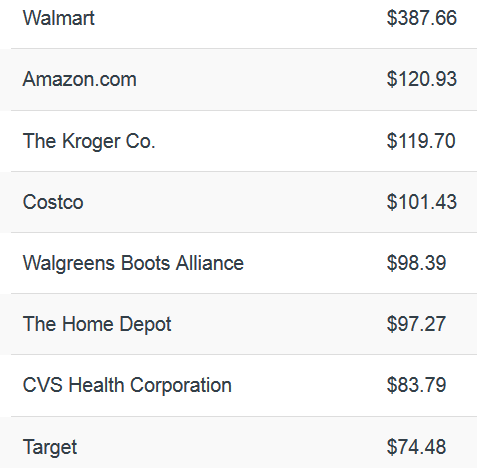 Walmart $387.66
Amazon.com $120.93
The Kroger Co. $119.70
Costco $101.43
Walgreens Boots Alliance $98.39
The Home Depot $97.27
CVS Health Corporation $83.79
Target $74.48